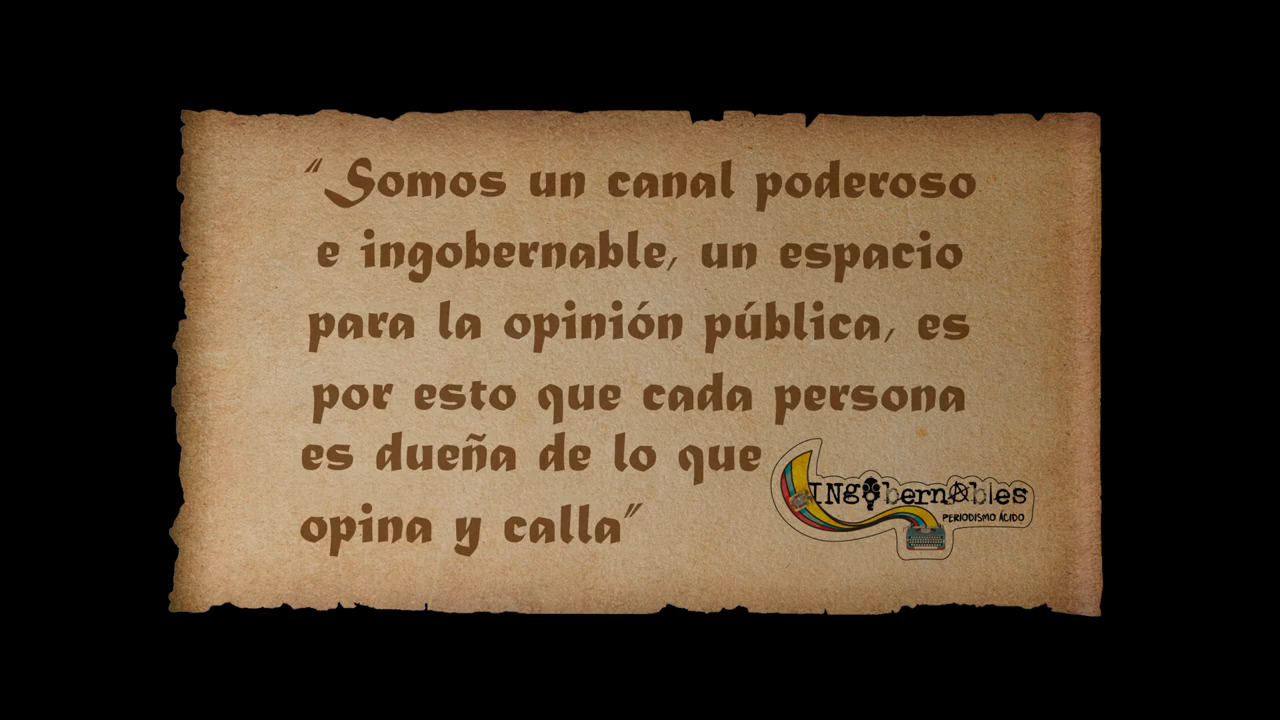 “Somos un canal poderoso
e ingobernable, un espacio
para la opinión pública, es
por esto que cada persona
es dueña de lo que
opina y calla”
INgobernAbles
PERIODISMO ÁCIDO